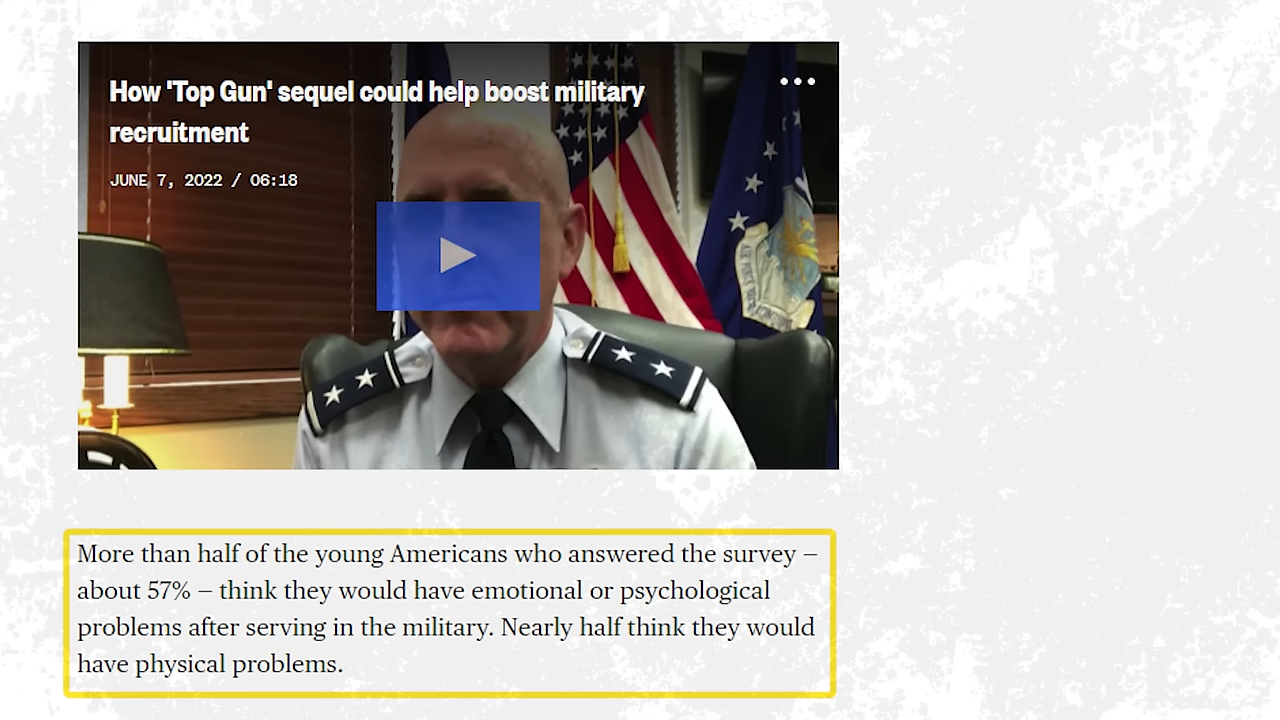 How 'Top Gun' sequel could help boost military
recruitment
JUNE 7, 2022 / 06:18
More than half of the young Americans who answered the survey –
about 57% – think they would have emotional or psychological
problems after serving in the military. Nearly half think they would
have physical problems.